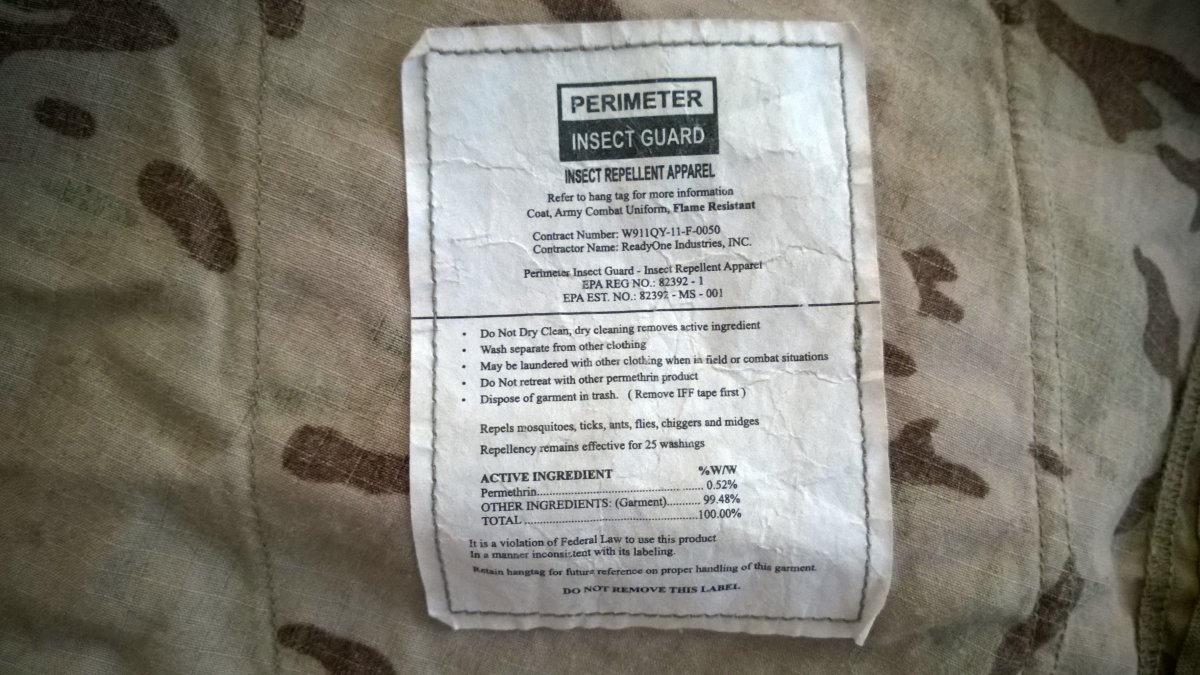 PERIMETER
INSECT GUARD
INSECT REPELLENT APPAREL
Refer to hang tag for more information
Coat, Army Combat Uniform, Flame Resistant
Contract Number: W911QY-11-F-0050
Contractor Name: ReadyOne Industries, INC.
Perimeter Insect Guard - Insect Repellent Apparel
EPA REG NO.: 82392 - 1
EPA EST. NO.: 82392 - MS - 001
• Do Not Dry Clean, dry cleaning removes active ingredient
• Wash separate from other clothing
• May be laundered with other clothing when in field or combat situations
• Do Not retreat with other permethrin product
• Dispose of garment in trash. ( Remove IFF tape first )
Repels mosquitoes, ticks, ants, flies, chiggers and midges
Repellency remains effective for 25 washings
ACTIVE INGREDIENT %W/W
Permethrin.................................................. 0.52%
OTHER INGREDIENTS: (Garment)........... 99.48%
TOTAL .....................................................100.00%
It is a violation of Federal Law to use this product
In a manner inconsistent with its labeling.
Retain hangtag for future reference on proper handling of this garment.
DO NOT REMOVE THIS LABEL